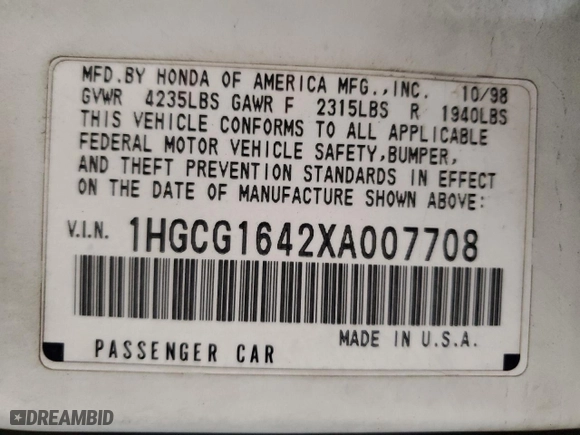 MFD.BY HONDA OF AMERICA MFG.,INC. 10/98
GVWR 4235LBS GAWR F 2315LBS R 1940LBS
THIS VEHICLE CONFORMS TO ALL APPLICABLE
FEDERAL MOTOR VEHICLE SAFETY,BUMPER,
AND THEFT PREVENTION STANDARDS IN EFFECT
ON THE DATE OF MANUFACTURE SHOWN ABOVE:
V.I.N. 1HGCG1642XA007708
MADE IN U.S.A.
PASSENGER CAR
DREAMBID